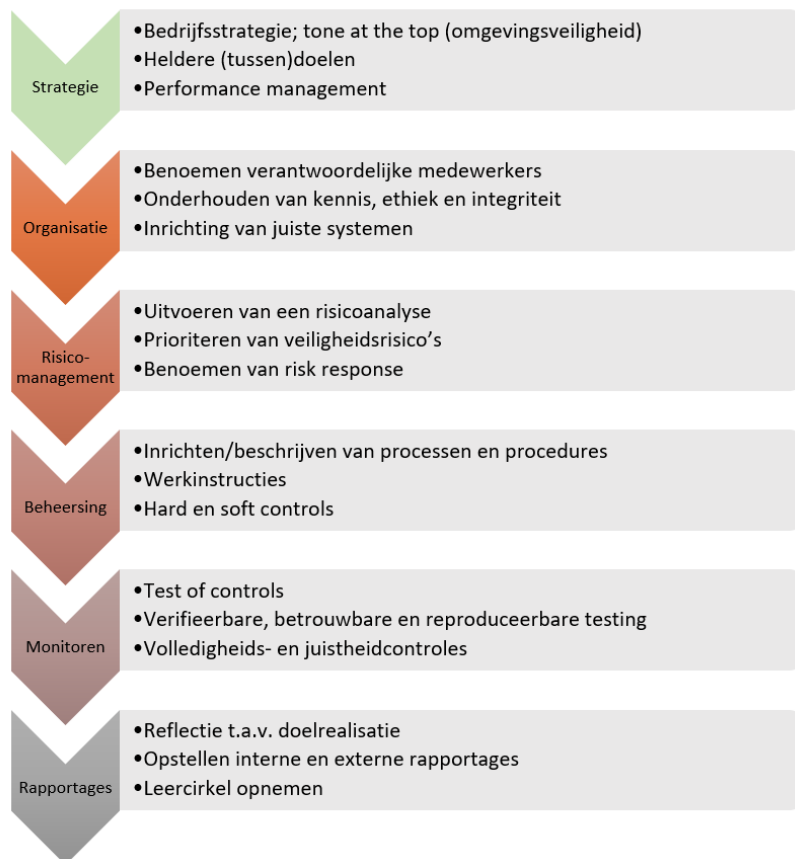 Strategie
•Bedrijfsstrategie; tone at the top (omgevingsveiligheid)
•Heldere (tussen)doelen
•Performance management
Organisatie
•Benoemen verantwoordelijke medewerkers
•Onderhouden van kennis, ethiek en integriteit
•Inrichting van juiste systemen
Risico-
management
•Uitvoeren van een risicoanalyse
•Prioriteren van veiligheidsrisico’s
•Benoemen van risk response
Beheersing
•Inrichten/beschrijven van processen en procedures
•Werkinstructies
•Hard en soft controls
Monitoren
•Test of controls
•Verifieerbare, betrouwbare en reproduceerbare testing
•Volledigheids- en juistheidcontroles
Rapportages
•Reflectie t.a.v. doelrealisatie
•Opstellen interne en externe rapportages
•Leercirkel opnemen